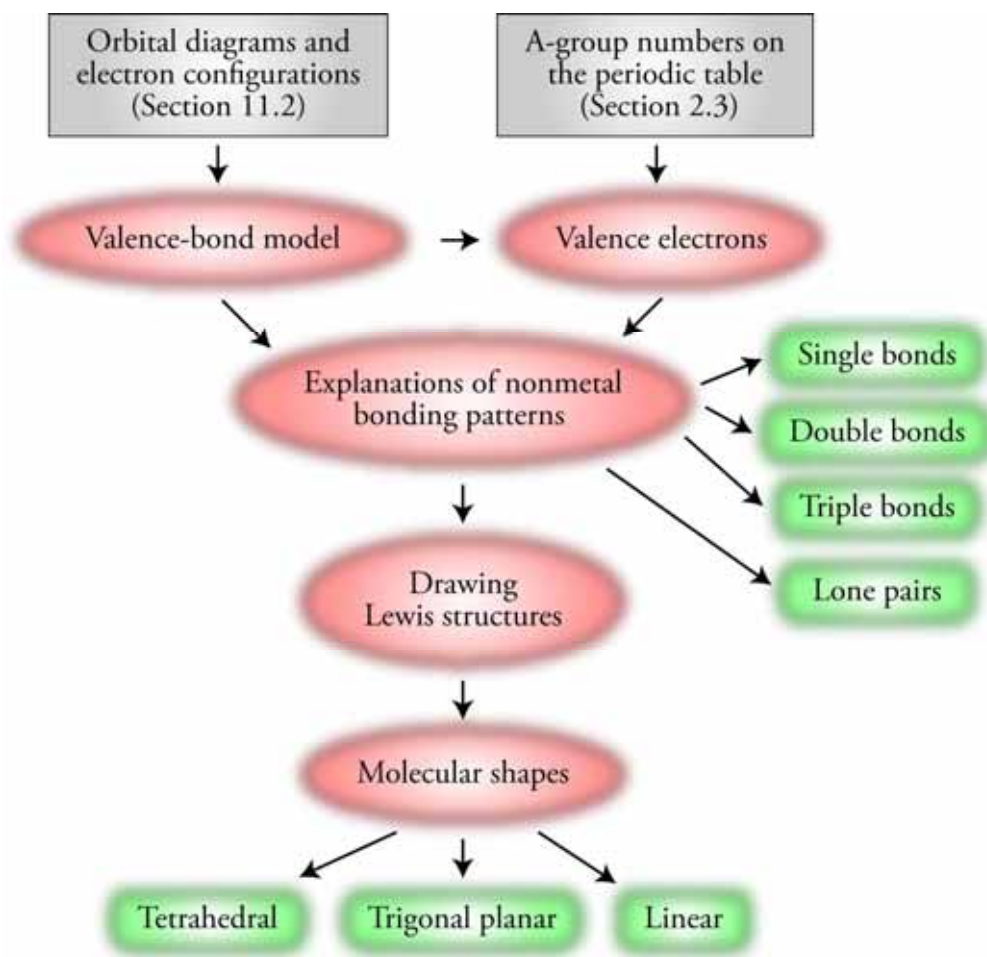 Orbital diagrams and
electron configurations
(Section 11.2)
A-group numbers on
the periodic table
(Section 2.3)
Valence-bond model
Valence electrons
Explanations of nonmetal
bonding patterns
Single bonds
Double bonds
Triple bonds
Lone pairs
Drawing
Lewis structures
Molecular shapes
Tetrahedral
Trigonal planar
Linear